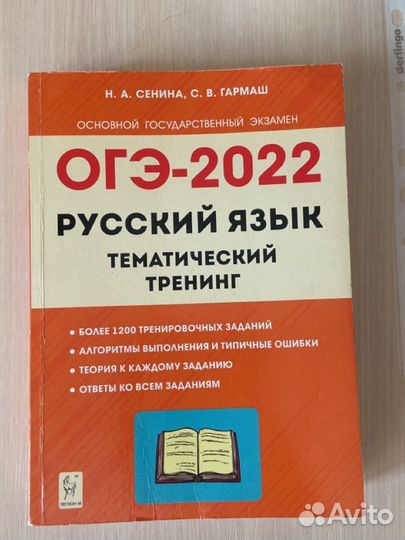 Berlingo
Н. А. СЕНИНА, С. В. ГАРМАШ
ОСНОВНОЙ ГОСУДАРСТВЕННЫЙ ЭКЗАМЕН
ОГЭ-2022
РУССКИЙ ЯЗЫК
ТЕМАТИЧЕСКИЙ
ТРЕНИНГ
• БОЛЕЕ 1200 ТРЕНИРОВОЧНЫХ ЗАДАНИЙ
• АЛГОРИТМЫ ВЫПОЛНЕНИЯ И ТИПИЧНЫЕ ОШИБКИ
• ТЕОРИЯ К КАЖДОМУ ЗАДАНИЮ
• ОТВЕТЫ КО ВСЕМ ЗАДАНИЯМ
ЛЕГИОН-М
Avito